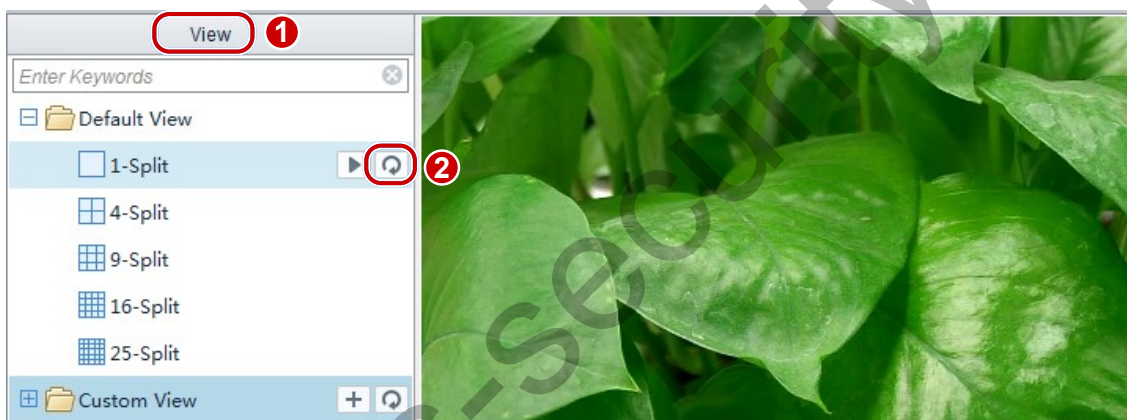 View
1
Enter Keywords
Default View
1-Split
2
4-Split
9-Split
16-Split
25-Split
Custom View
-security